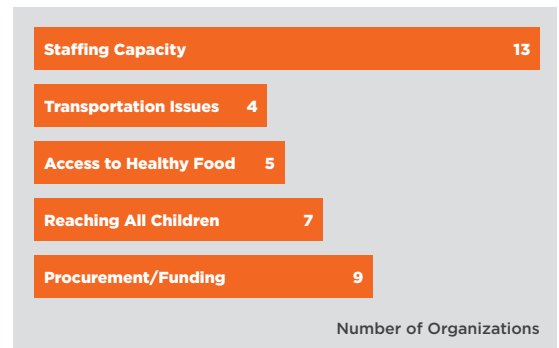 Staffing Capacity 13
Transportation Issues 4
Access to Healthy Food 5
Reaching All Children 7
Procurement/Funding 9
Number of Organizations